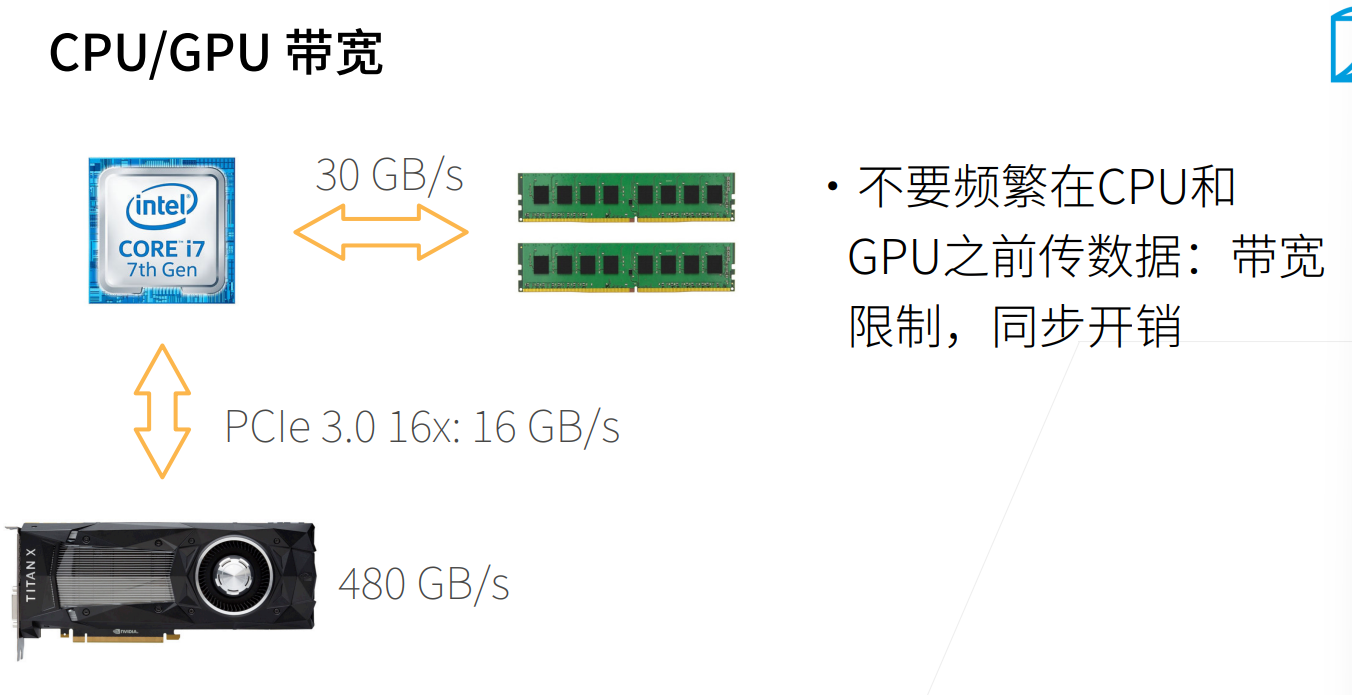 CPU/GPU 带宽
intel
CORE™ i7
7th Gen
30 GB/s
• 不要频繁在CPU和
GPU之前传数据：带宽
限制，同步开销
PCIe 3.0 16x: 16 GB/s
TITAN X
NVIDIA.
480 GB/s